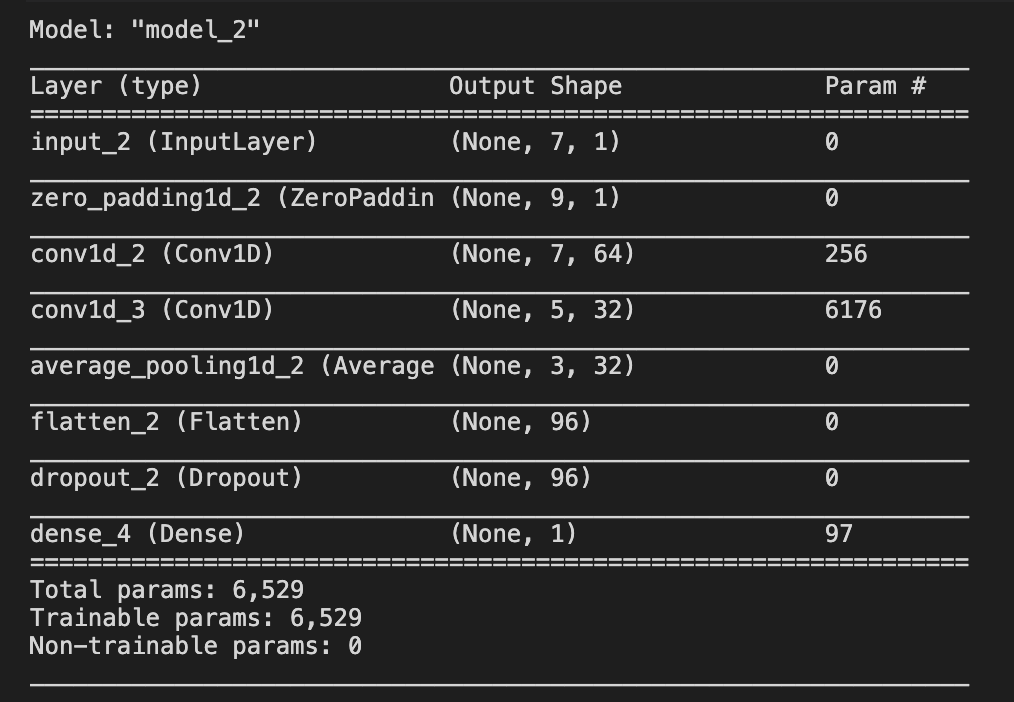 Model: "model_2"
Layer (type) Output Shape Param #
=================================================================
input_2 (InputLayer) (None, 7, 1) 0
zero_padding1d_2 (ZeroPaddin (None, 9, 1) 0
conv1d_2 (Conv1D) (None, 7, 64) 256
conv1d_3 (Conv1D) (None, 5, 32) 6176
average_pooling1d_2 (Average (None, 3, 32) 0
flatten_2 (Flatten) (None, 96) 0
dropout_2 (Dropout) (None, 96) 0
dense_4 (Dense) (None, 1) 97
=================================================================
Total params: 6,529
Trainable params: 6,529
Non-trainable params: 0